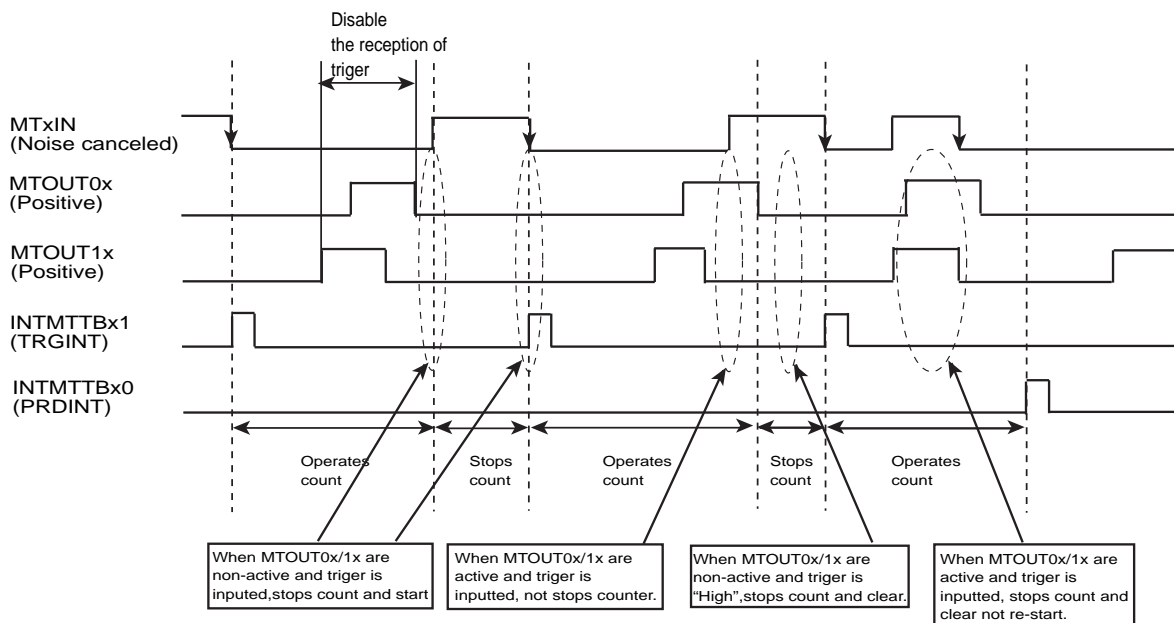 Disable
the reception of
triger
MTxIN
(Noise canceled)
MTOUT0x
(Positive)
MTOUT1x
(Positive)
INTMTTBx1
(TRGINT)
INTMTTBx0
(PRDINT)
Operates
count
Stops
count
Operates
count
Stops
count
Operates
count
When MTOUT0x/1x are
non-active and triger is
inputed,stops count and start
When MTOUT0x/1x are
active and triger is
inputted, not stops counter.
When MTOUT0x/1x are
non-active and triger is
“High”,stops count and clear.
When MTOUT0x/1x are
active and triger is
inputted, stops count and
clear not re-start.